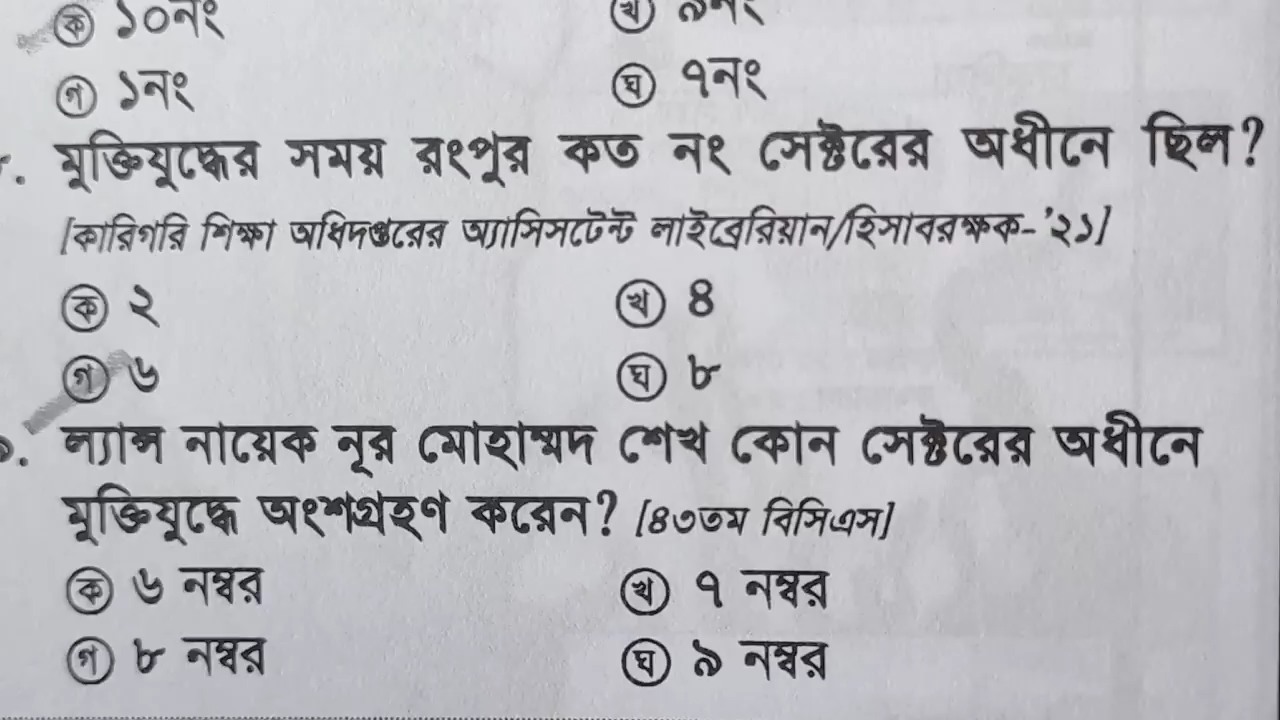 ক ১০নং খ ৯নং
গ ১নং ঘ ৭নং
মুক্তিযুদ্ধের সময় রংপুর কত নং সেক্টরের অধীনে ছিল?
[কারিগরি শিক্ষা অধিদপ্তরের অ্যাসিসটেন্ট লাইব্রেরিয়ান/হিসাবরক্ষক-'২১]
ক ২ খ ৪
গ ৬ ঘ ৮
ল্যান্স নায়েক নূর মোহাম্মদ শেখ কোন সেক্টরের অধীনে
মুক্তিযুদ্ধে অংশগ্রহণ করেন? [৪৩তম বিসিএস]
ক ৬ নম্বর খ ৭ নম্বর
গ ৮ নম্বর ঘ ৯ নম্বর